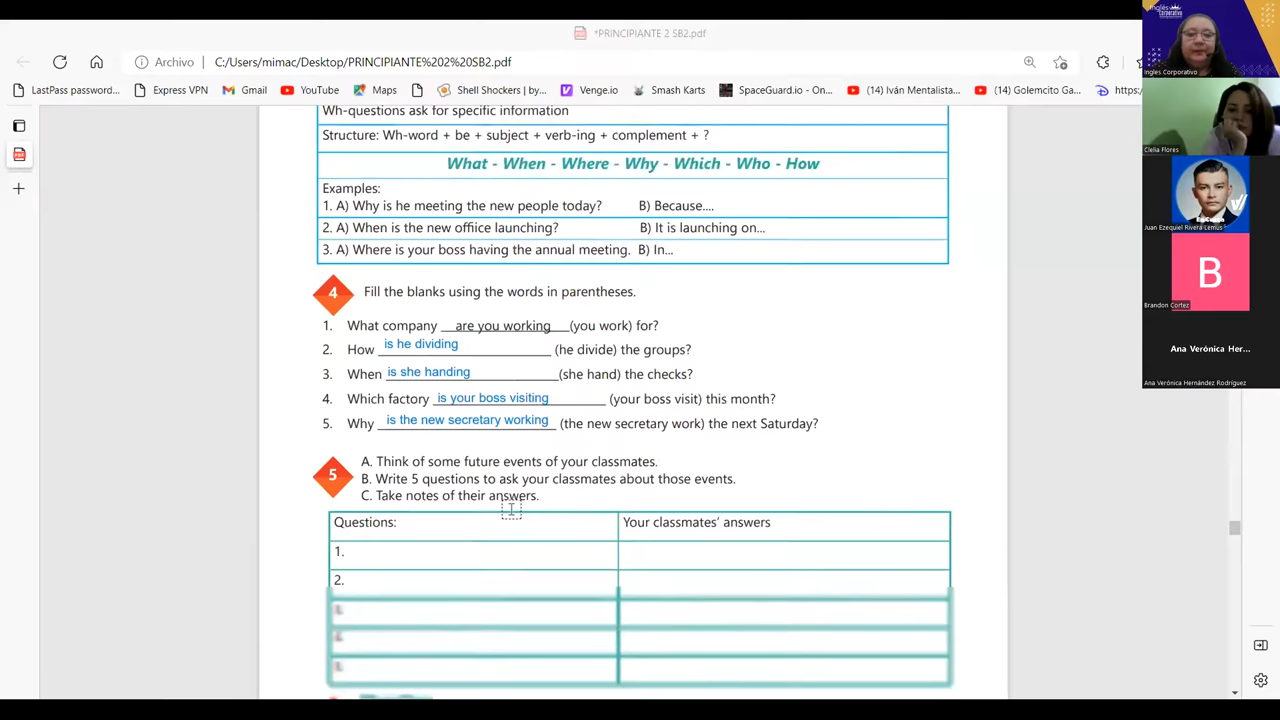 *PRINCIPIANTE 2 SB2.pdf
Archivo C:/Users/mimac/Desktop/PRINCIPIANTE%202%20SB2.pdf
LastPass password... Express VPN Gmail YouTube Maps Shell Shockers | by... Venge.io Smash Karts SpaceGuard.io - On... (14) Iván Mentalista... (14) Golemcito Ga... https:/
Wh-questions ask for specific information
Structure: Wh-word + be + subject + verb-ing + complement + ?
What - When - Where - Why - Which - Who - How
Examples:
1. A) Why is he meeting the new people today? B) Because....
2. A) When is the new office launching? B) It is launching on...
3. A) Where is your boss having the annual meeting. B) In...
4 Fill the blanks using the words in parentheses.
1. What company __are you working__(you work) for?
2. How is he dividing (he divide) the groups?
3. When is she handing (she hand) the checks?
4. Which factory is your boss visiting (your boss visit) this month?
5. Why is the new secretary working (the new secretary work) the next Saturday?
5 A. Think of some future events of your classmates.
B. Write 5 questions to ask your classmates about those events.
C. Take notes of their answers.
Questions: Your classmates' answers
1.
2.
Inglés Corporativo
Ingles Corporativo
Clelia Flores
Juan Ezequiel Rivera Lemus
B
Brandon Cortez
Ana Verónica Her...
Ana Verónica Hernández Rodríguez